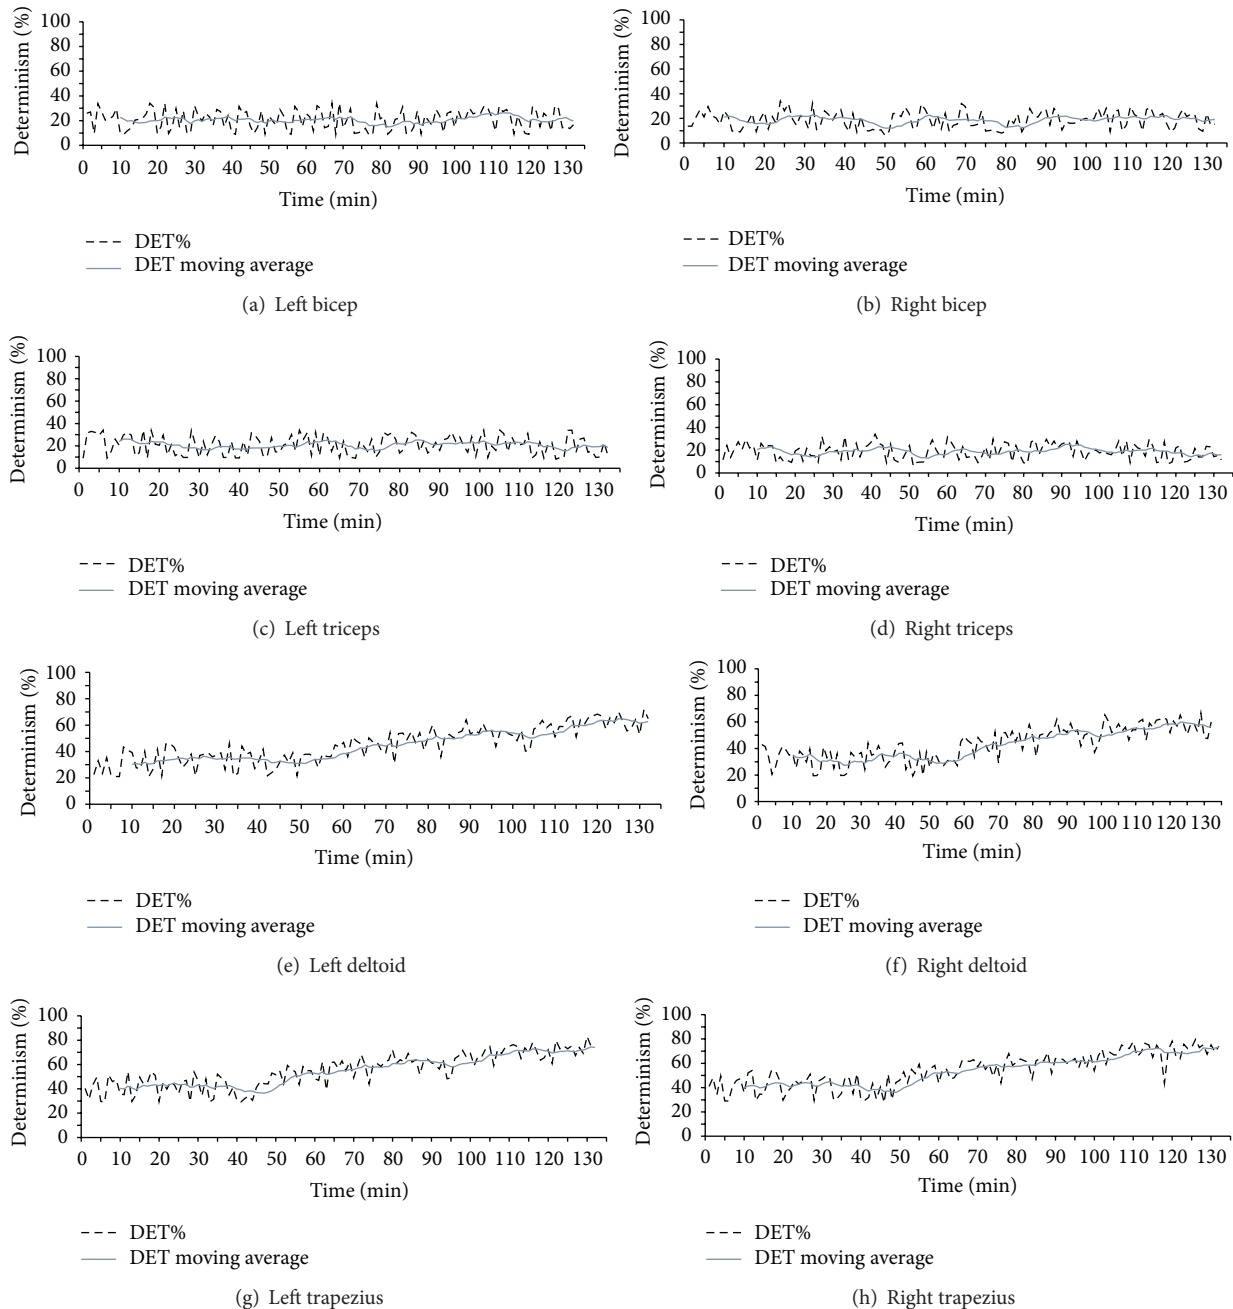 Determinism (%)
100
80
60
40
20
0
0 10 20 30 40 50 60 70 80 90 100 110 120 130
Time (min)
DET%
DET moving average
(a) Left bicep
Determinism (%)
100
80
60
40
20
0
0 10 20 30 40 50 60 70 80 90 100 110 120 130
Time (min)
DET%
DET moving average
(b) Right bicep
Determinism (%)
100
80
60
40
20
0
0 10 20 30 40 50 60 70 80 90 100 110 120 130
Time (min)
DET%
DET moving average
(c) Left triceps
Determinism (%)
100
80
60
40
20
0
0 10 20 30 40 50 60 70 80 90 100 110 120 130
Time (min)
DET%
DET moving average
(d) Right triceps
Determinism (%)
100
80
60
40
20
0
0 10 20 30 40 50 60 70 80 90 100 110 120 130
Time (min)
DET%
DET moving average
(e) Left deltoid
Determinism (%)
100
80
60
40
20
0
0 10 20 30 40 50 60 70 80 90 100 110 120 130
Time (min)
DET%
DET moving average
(f) Right deltoid
Determinism (%)
100
80
60
40
20
0
0 10 20 30 40 50 60 70 80 90 100 110 120 130
Time (min)
DET%
DET moving average
(g) Left trapezius
Determinism (%)
100
80
60
40
20
0
0 10 20 30 40 50 60 70 80 90 100 110 120 130
Time (min)
DET%
DET moving average
(h) Right trapezius